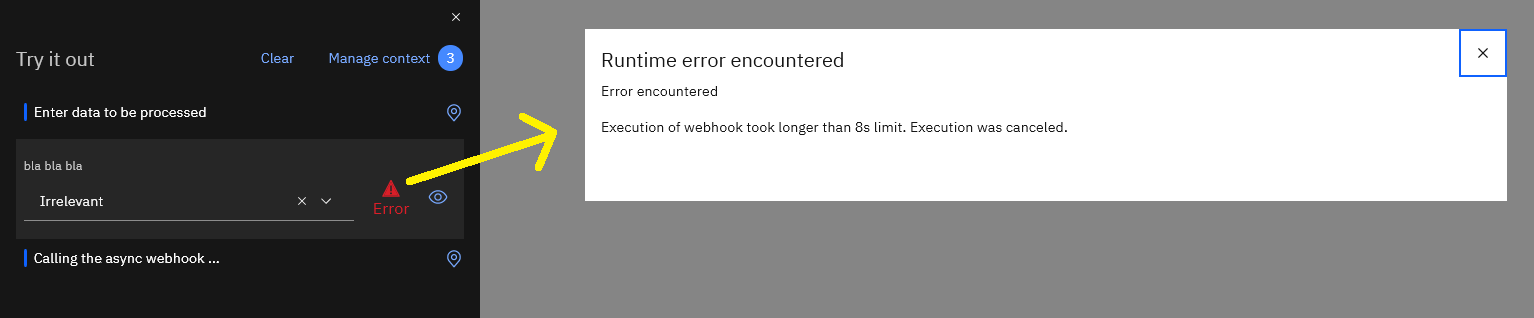 Try it out
Clear
Manage context
3
Enter data to be processed
bla bla bla
Irrelevant
Error
Calling the async webhook ...
Runtime error encountered
Error encountered
Execution of webhook took longer than 8s limit. Execution was canceled.